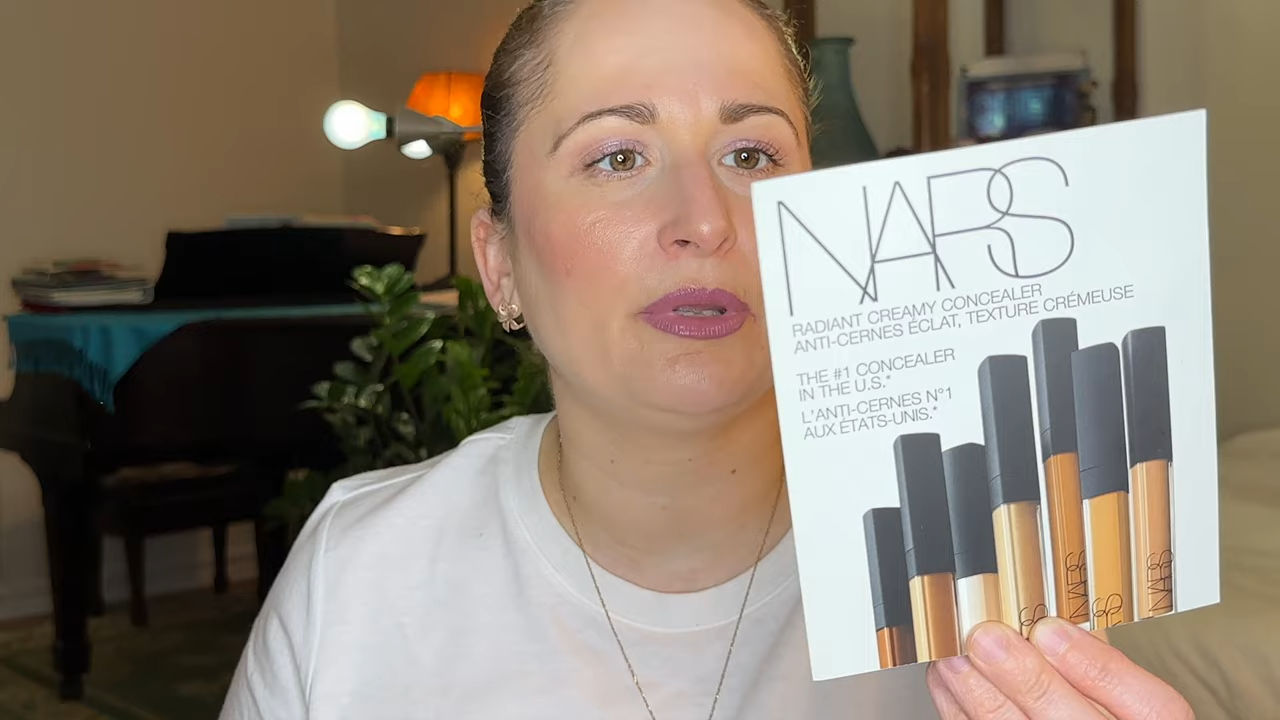 NARS
RADIANT CREAMY CONCEALER
ANTI-CERNES ÉCLAT, TEXTURE CRÉMEUSE
THE #1 CONCEALER
IN THE U.S.*
L'ANTI-CERNES N°1
AUX ÉTATS-UNIS.*
NARS
NARS